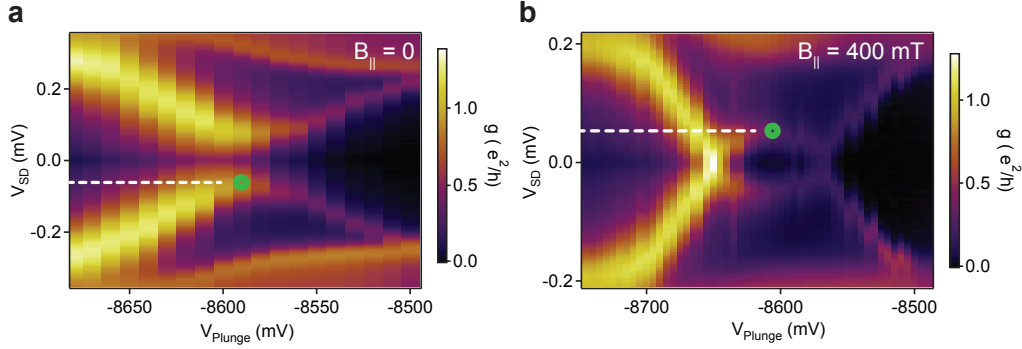 a
B|| = 0
0.2
0.0
-0.2
V_SD (mV)
-8650
-8600
-8550
-8500
V_Plunge (mV)
1.0
0.5
0.0
g (e²/h)
b
B|| = 400 mT
0.2
0.0
-0.2
V_SD (mV)
-8700
-8600
-8500
V_Plunge (mV)
1.0
0.5
0.0
g (e²/h)